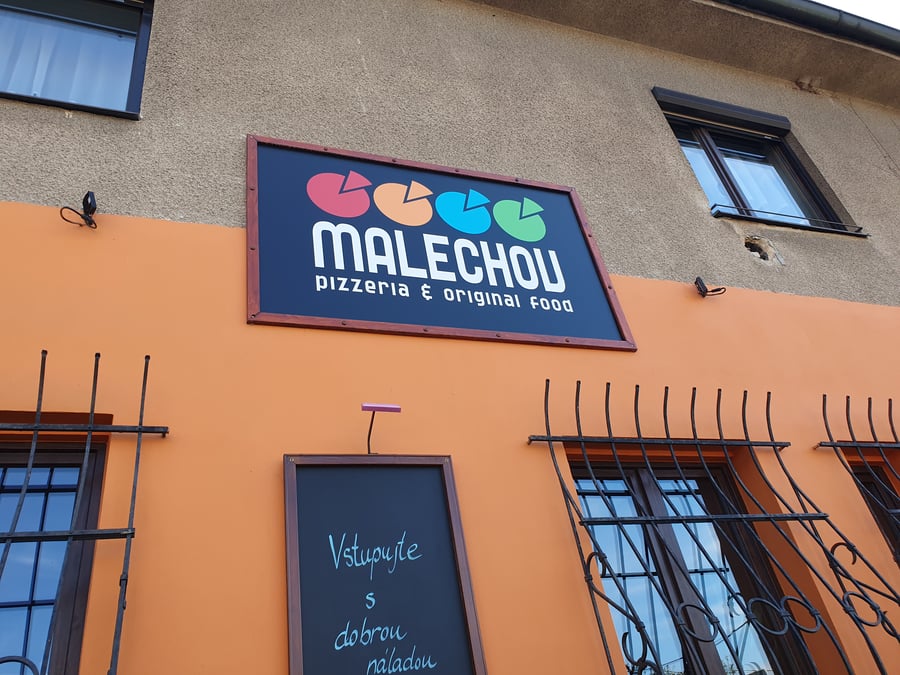 MALECHOV
pizzeria & original food
Vstupujte
s
dobrou
náladou